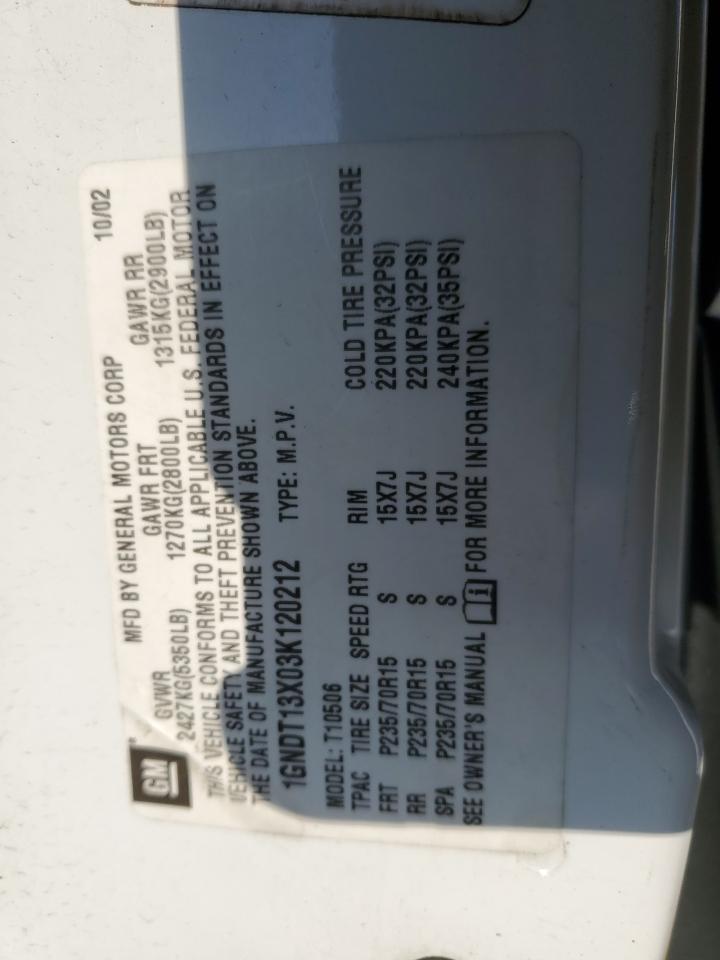 MFD BY GENERAL MOTORS CORP 10/02
GM
GVWR GAWR FRT GAWR RR
2427KG(5350LB) 1270KG(2800LB) 1315KG(2900LB)
THIS VEHICLE CONFORMS TO ALL APPLICABLE U.S. FEDERAL MOTOR
VEHICLE SAFETY AND THEFT PREVENTION STANDARDS IN EFFECT ON
THE DATE OF MANUFACTURE SHOWN ABOVE.
1GNDT13X03K120212 TYPE: M.P.V.
MODEL: T10506
TPAC TIRE SIZE SPEED RTG RIM COLD TIRE PRESSURE
FRT P235/70R15 S 15X7J 220KPA(32PSI)
RR P235/70R15 S 15X7J 220KPA(32PSI)
SPA P235/70R15 S 15X7J 240KPA(35PSI)
SEE OWNER'S MANUAL FOR MORE INFORMATION.